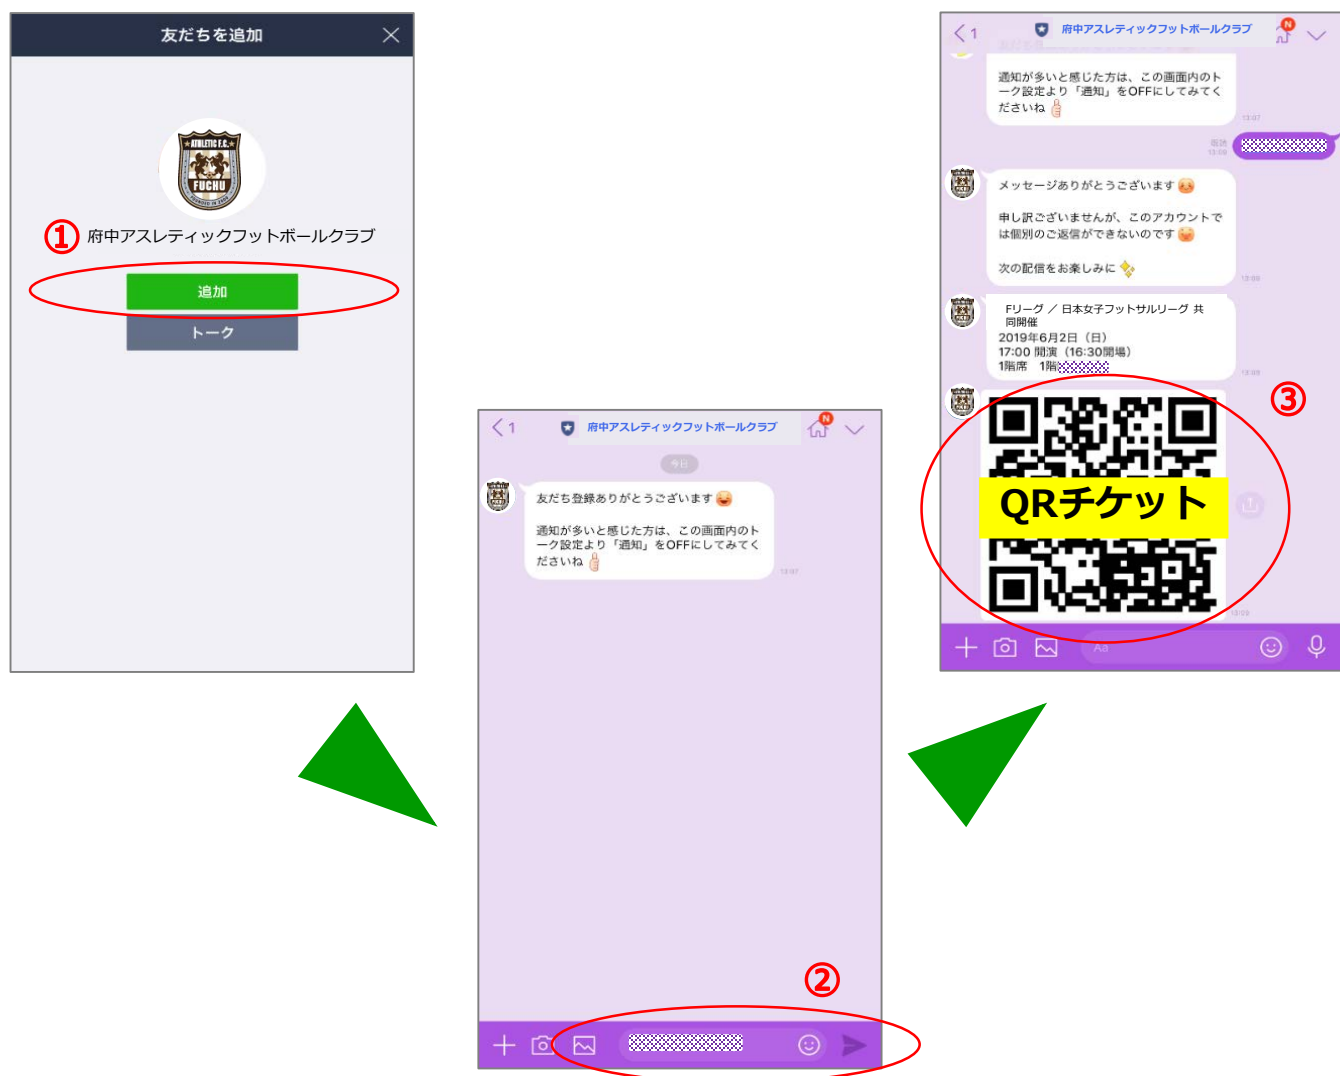 友だちを追加
ATHLETIC F.C.
FUCHU
①
府中アスレティックフットボールクラブ
追加
トーク
1
府中アスレティックフットボールクラブ
N
今日
友だち登録ありがとうございます
通知が多いと感じた方は、この画面内のト
ーク設定より「通知」をOFFにしてみてく
ださいね
13:07
②
1
府中アスレティックフットボールクラブ
N
通知が多いと感じた方は、この画面内のト
ーク設定より「通知」をOFFにしてみてく
ださいね
13:07
既読
メッセージありがとうございます
申し訳ございませんが、このアカウントで
は個別のご返信ができないのです
次の配信をお楽しみに
Fリーグ ／ 日本女子フットサルリーグ 共
同開催
2019年6月2日（日）
17:00 開演（16:30開場）
1階席 1階
③
QRチケット
13:09
Aa